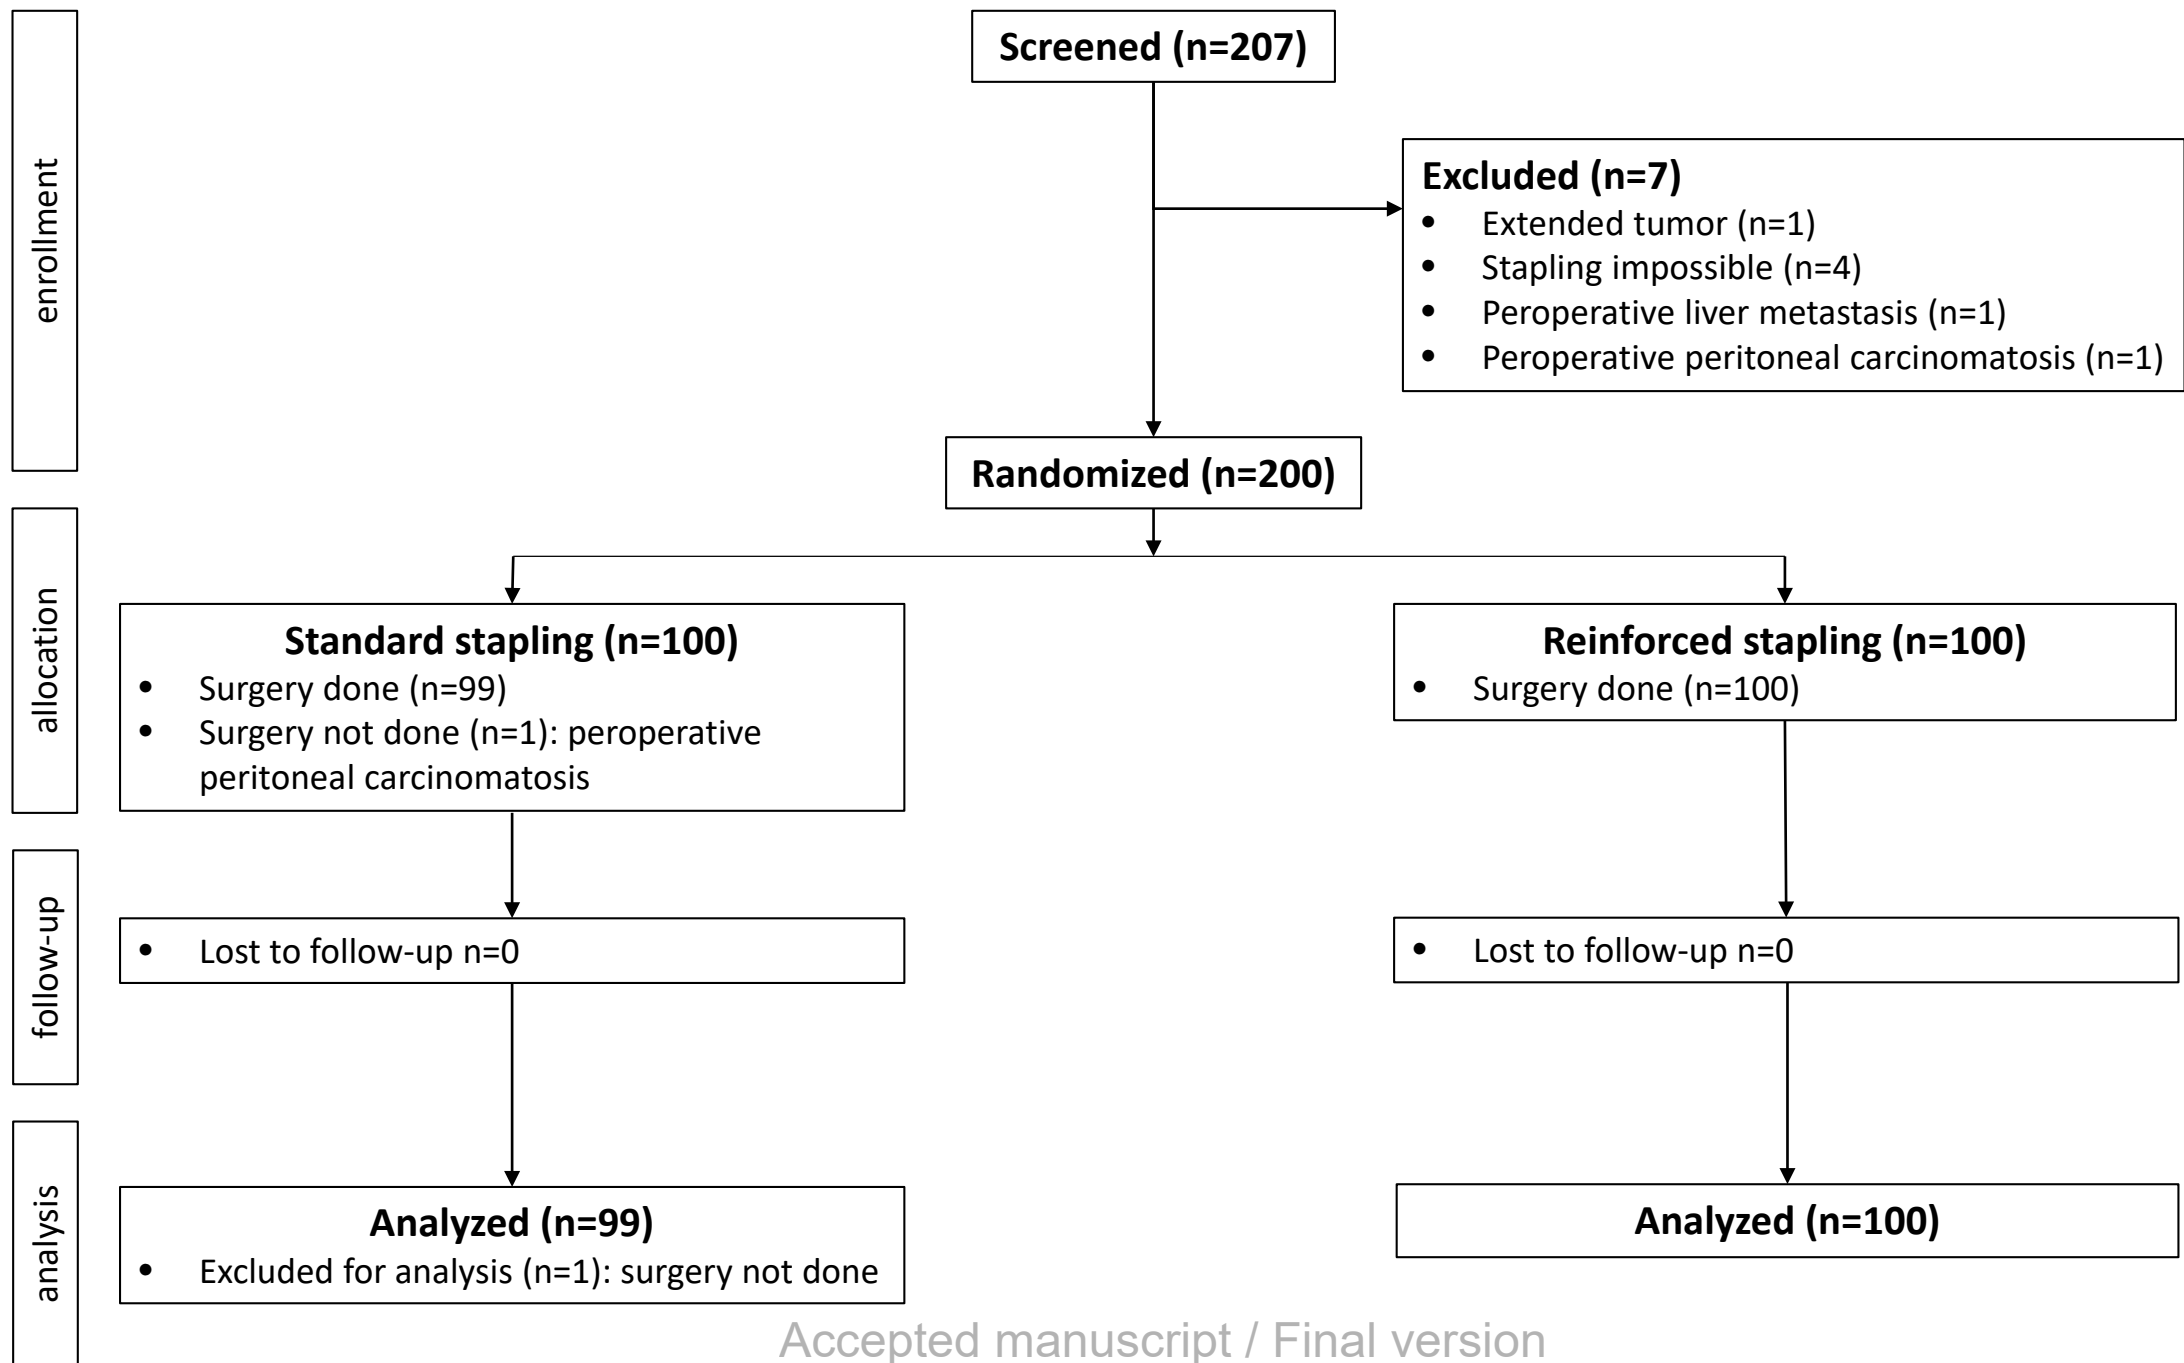 enrollment
Screened (n=207)
Excluded (n=7)
• Extended tumor (n=1)
• Stapling impossible (n=4)
• Peroperative liver metastasis (n=1)
• Peroperative peritoneal carcinomatosis (n=1)
Randomized (n=200)
allocation
Standard stapling (n=100)
• Surgery done (n=99)
• Surgery not done (n=1): peroperative
peritoneal carcinomatosis
Reinforced stapling (n=100)
• Surgery done (n=100)
follow-up
• Lost to follow-up n=0
• Lost to follow-up n=0
analysis
Analyzed (n=99)
• Excluded for analysis (n=1): surgery not done
Analyzed (n=100)
Accepted manuscript / Final version